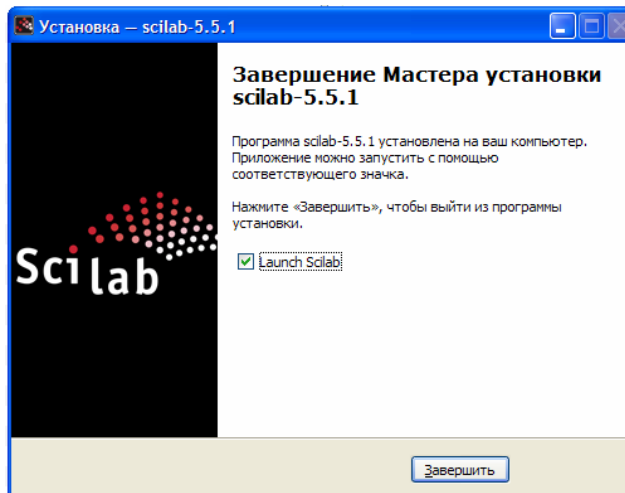 Установка — scilab-5.5.1
Завершение Мастера установки
scilab-5.5.1
Программа scilab-5.5.1 установлена на ваш компьютер.
Приложение можно запустить с помощью
соответствующего значка.
Нажмите «Завершить», чтобы выйти из программы
установки.
Launch Scilab
Scilab
Завершить